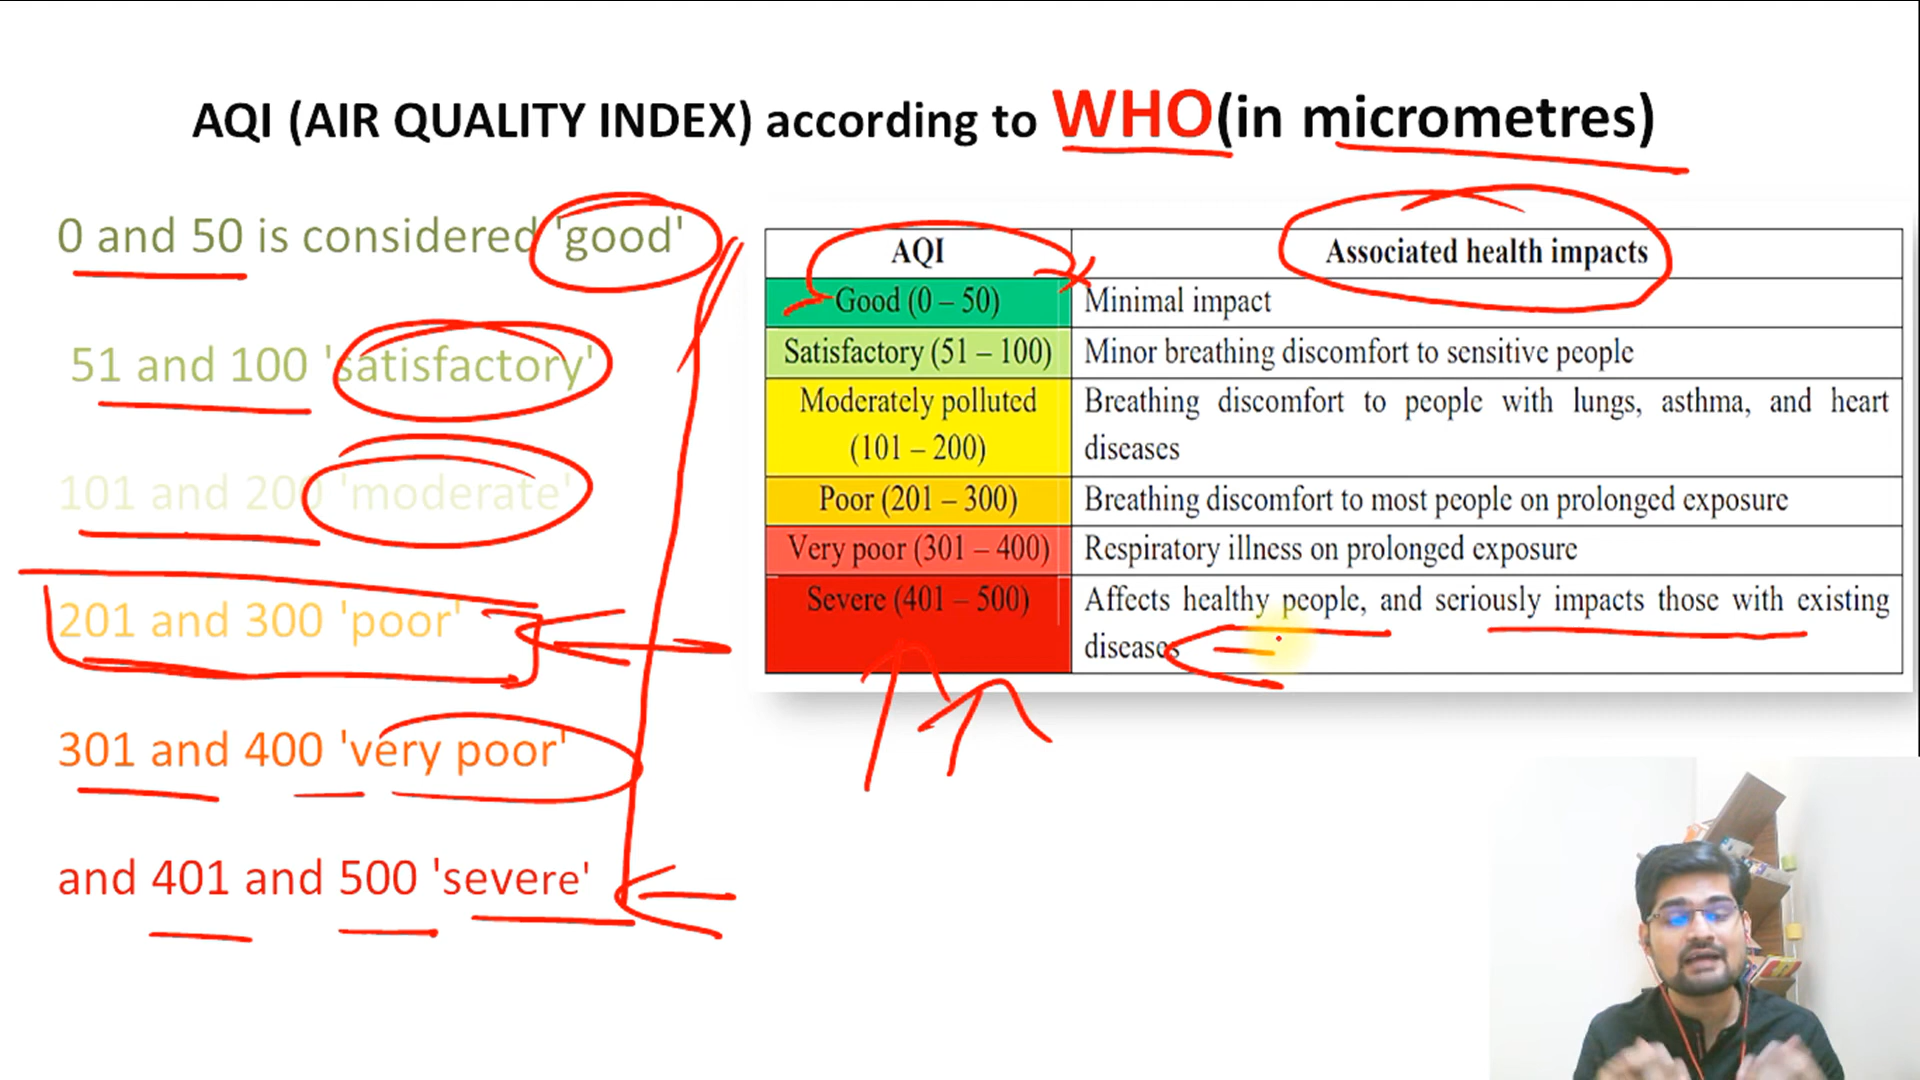 AQI (AIR QUALITY INDEX) according to WHO(in micrometres)
0 and 50 is considered 'good'
51 and 100 'satisfactory'
101 and 200 'moderate'
201 and 300 'poor'
301 and 400 'very poor'
and 401 and 500 'severe'
AQI
Associated health impacts
Good (0 – 50)
Minimal impact
Satisfactory (51 – 100)
Minor breathing discomfort to sensitive people
Moderately polluted
(101 – 200)
Breathing discomfort to people with lungs, asthma, and heart
diseases
Poor (201 – 300)
Breathing discomfort to most people on prolonged exposure
Very poor (301 – 400)
Respiratory illness on prolonged exposure
Severe (401 – 500)
Affects healthy people, and seriously impacts those with existing
diseases